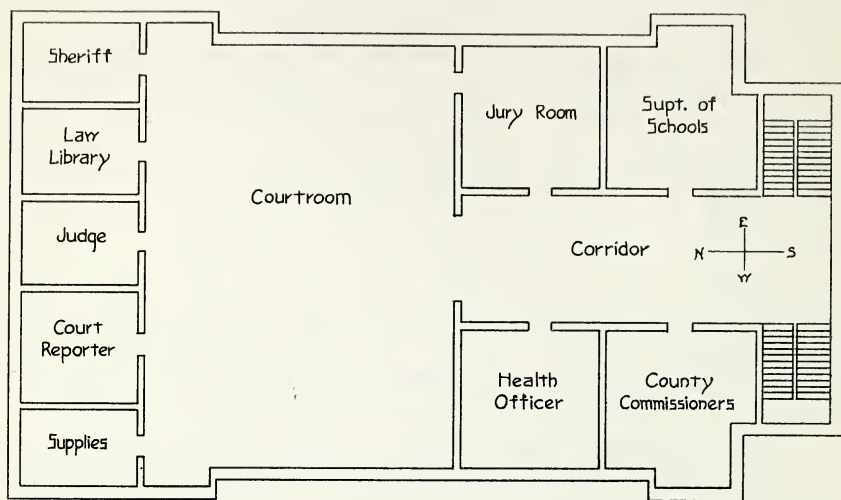 Sheriff
Law
Library
Judge
Court
Reporter
Supplies
Courtroom
Jury Room
Supt. of
Schools
Corridor
E
N
S
W
Health
Officer
County
Commissioners